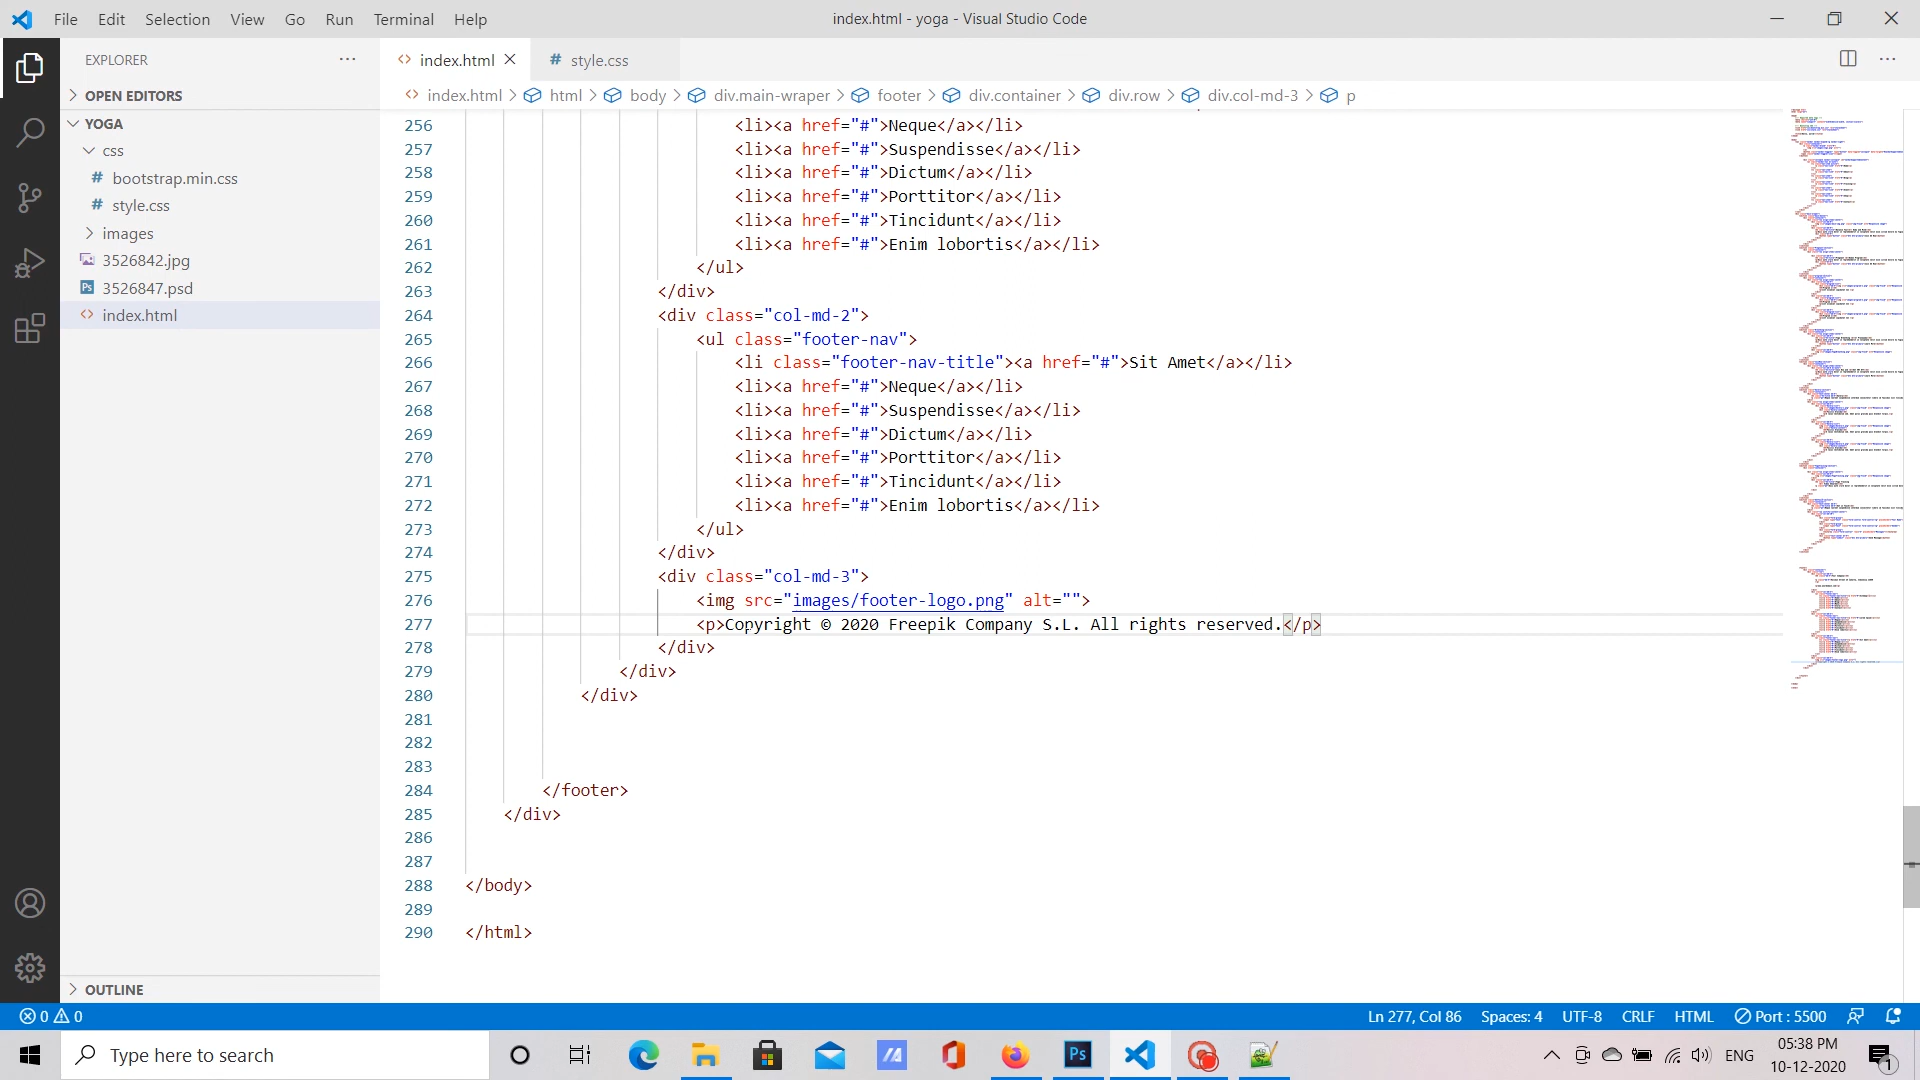 File Edit Selection View Go Run Terminal Help
index.html - yoga - Visual Studio Code
EXPLORER
index.html
# style.css
OPEN EDITORS
index.html > html > body > div.main-wraper > footer > div.container > div.row > div.col-md-3 > p
YOGA
css
# bootstrap.min.css
# style.css
images
3526842.jpg
Ps 3526847.psd
<> index.html
OUTLINE
256 <li><a href="#">Neque</a></li>
257 <li><a href="#">Suspendisse</a></li>
258 <li><a href="#">Dictum</a></li>
259 <li><a href="#">Porttitor</a></li>
260 <li><a href="#">Tincidunt</a></li>
261 <li><a href="#">Enim lobortis</a></li>
262 </ul>
263 </div>
264 <div class="col-md-2">
265 <ul class="footer-nav">
266 <li class="footer-nav-title"><a href="#">Sit Amet</a></li>
267 <li><a href="#">Neque</a></li>
268 <li><a href="#">Suspendisse</a></li>
269 <li><a href="#">Dictum</a></li>
270 <li><a href="#">Porttitor</a></li>
271 <li><a href="#">Tincidunt</a></li>
272 <li><a href="#">Enim lobortis</a></li>
273 </ul>
274 </div>
275 <div class="col-md-3">
276 <img src="images/footer-logo.png" alt="">
277 <p>Copyright © 2020 Freepik Company S.L. All rights reserved.</p>
278 </div>
279 </div>
280 </div>
281
282
283
284 </footer>
285 </div>
286
287
288 </body>
289
290 </html>
0 0
Ln 277, Col 86 Spaces: 4 UTF-8 CRLF HTML Port : 5500
Type here to search
Ps
ENG
05:38 PM
10-12-2020
1